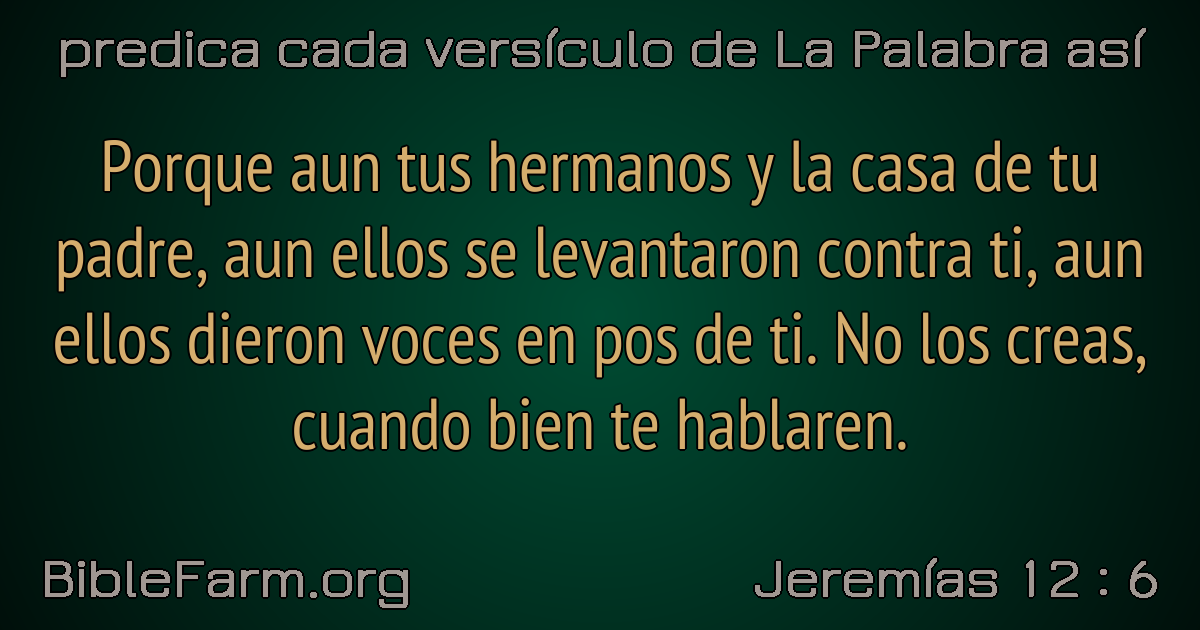 predica cada versículo de La Palabra así
Porque aun tus hermanos y la casa de tu
padre, aun ellos se levantaron contra ti, aun
ellos dieron voces en pos de ti. No los creas,
cuando bien te hablaren.
BibleFarm.org
Jeremías 12 : 6